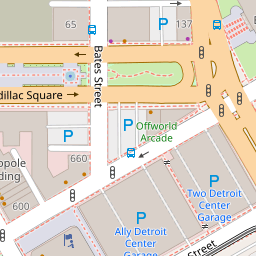 65
137
Bates Street
dillac Square
P
P
P
Offworld
Arcade
660
opole
ding
P
600
P
Two Detroit
Center
Garage
P
Ally Detroit
Center
Garage
Street